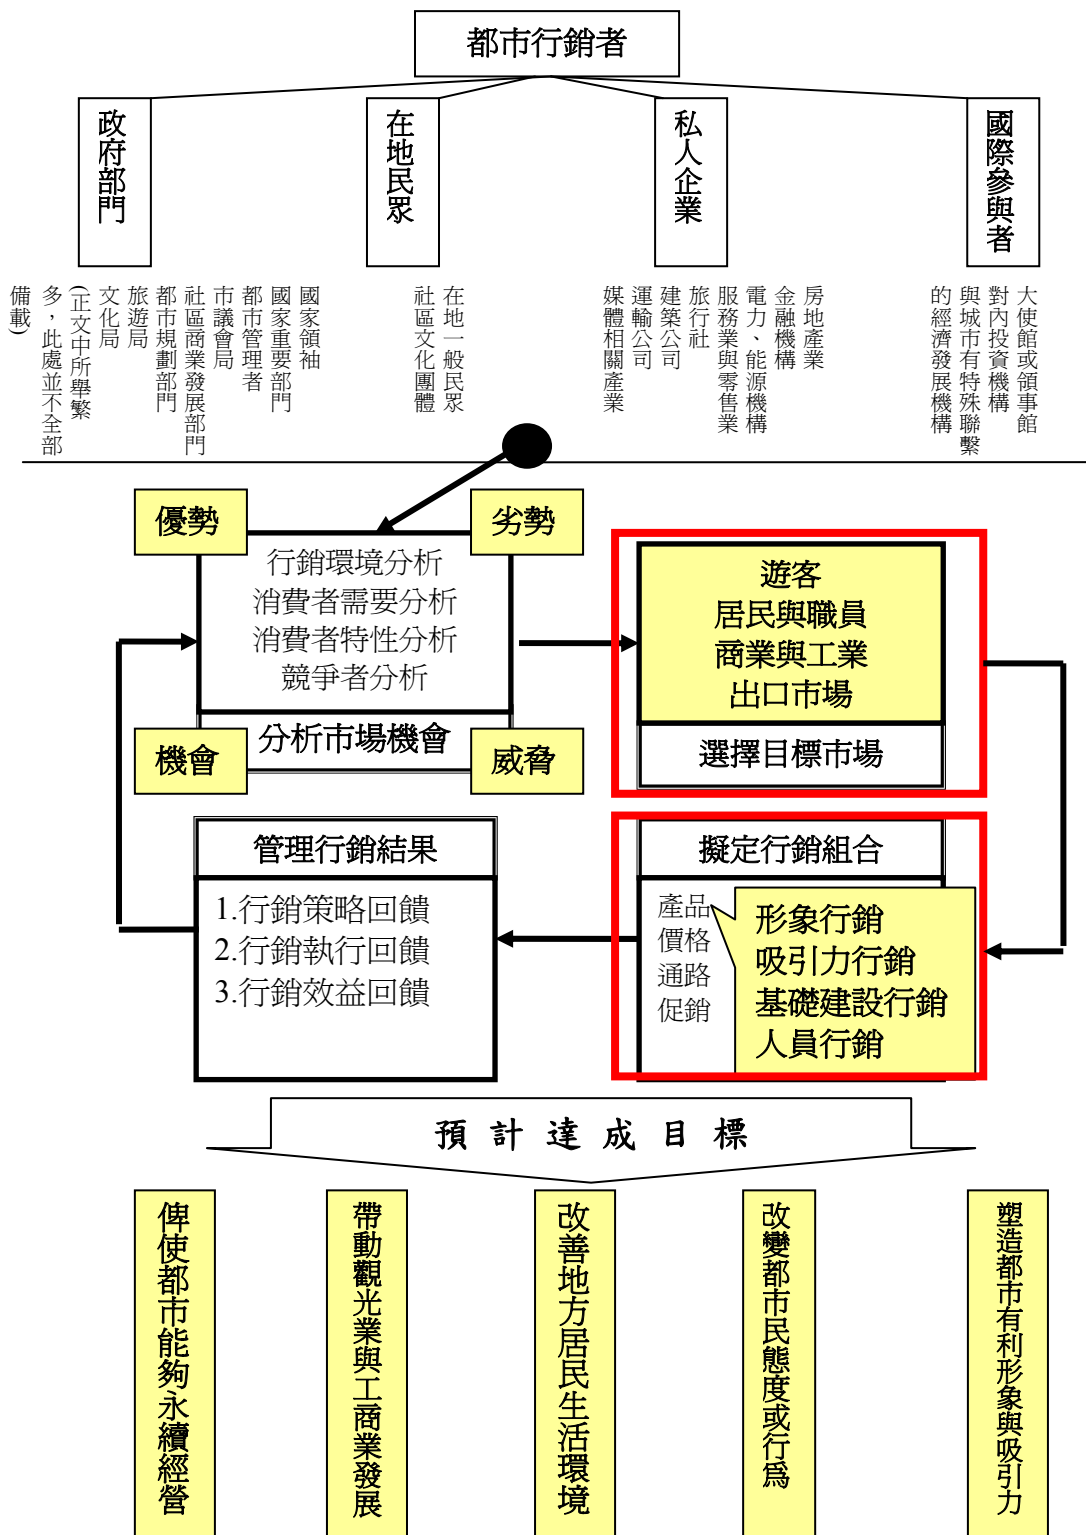 都市行銷者
政府部門
在地民眾
私人企業
國際參與者
國家領袖
國家重要部門
都市管理者
市議會局
社區商業發展部門
都市規劃部門
旅遊局
文化局
(正文中所舉繁
多，此處並不全部
備載)
在地一般民眾
社區文化團體
房地產業
金融機構
電力、能源機構
服務業與零售業
旅行社
建築公司
運輸公司
媒體相關產業
大使館或領事館
對內投資機構
與城市有特殊聯繫
的經濟發展機構
優勢
劣勢
行銷環境分析
消費者需要分析
消費者特性分析
競爭者分析
分析市場機會
機會
威脅
遊客
居民與職員
商業與工業
出口市場
選擇目標市場
管理行銷結果
1.行銷策略回饋
2.行銷執行回饋
3.行銷效益回饋
擬定行銷組合
產品
價格
通路
促銷
形象行銷
吸引力行銷
基礎建設行銷
人員行銷
預計達成目標
俾使都市能夠永續經營
帶動觀光業與工商業發展
改善地方居民生活環境
改變都市民態度或行為
塑造都市有利形象與吸引力